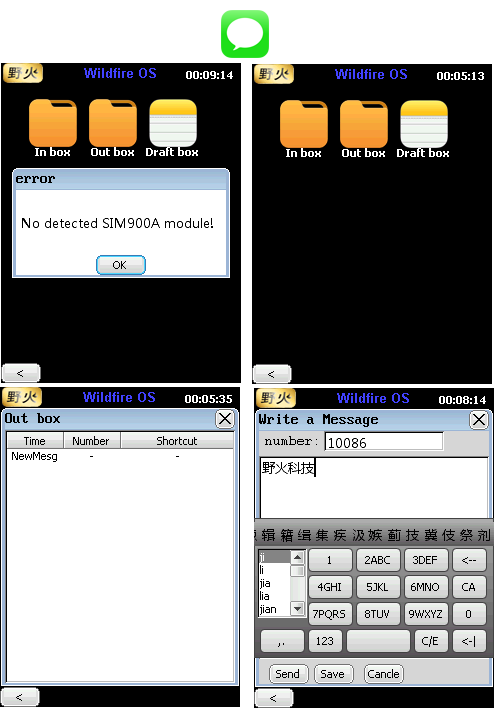 野火 Wildfire OS 00:09:14
In box Out box Draft box
error
No detected SIM900A module!
OK
<
野火 Wildfire OS 00:05:13
In box Out box Draft box
<
野火 Wildfire OS 00:05:35
Out box
Time Number Shortcut
NewMesg - -
<
野火 Wildfire OS 00:08:14
Write a Message
number: 10086
野火科技
辑 籍 缉 集 疾 汲 嫉 蓟 技 冀 伎 祭 剂
ji
li
jia
lia
jian
1 2ABC 3DEF <--
4GHI 5JKL 6MNO CA
7PQRS 8TUV 9WXYZ 0
,. 123 C/E <-|
Send Save Cancle
<